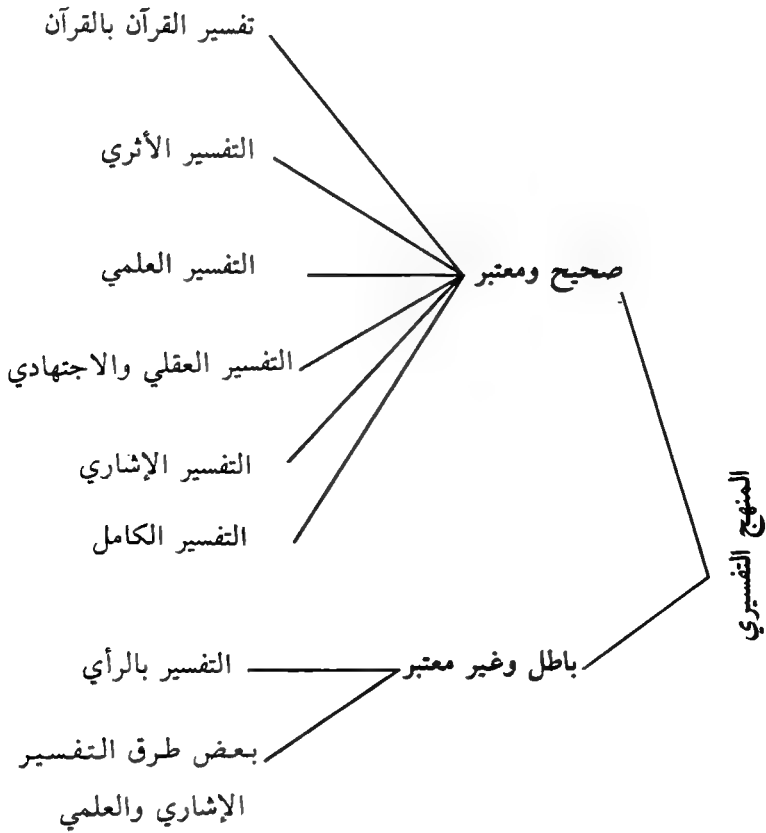 المنهج التفسيري
صحيح ومعتبر
تفسير القرآن بالقرآن
التفسير الأثري
التفسير العلمي
التفسير العقلي والاجتهادي
التفسير الإشاري
التفسير الكامل
باطل وغير معتبر
التفسير بالرأي
بعض طرق التفسير
الإشاري والعلمي